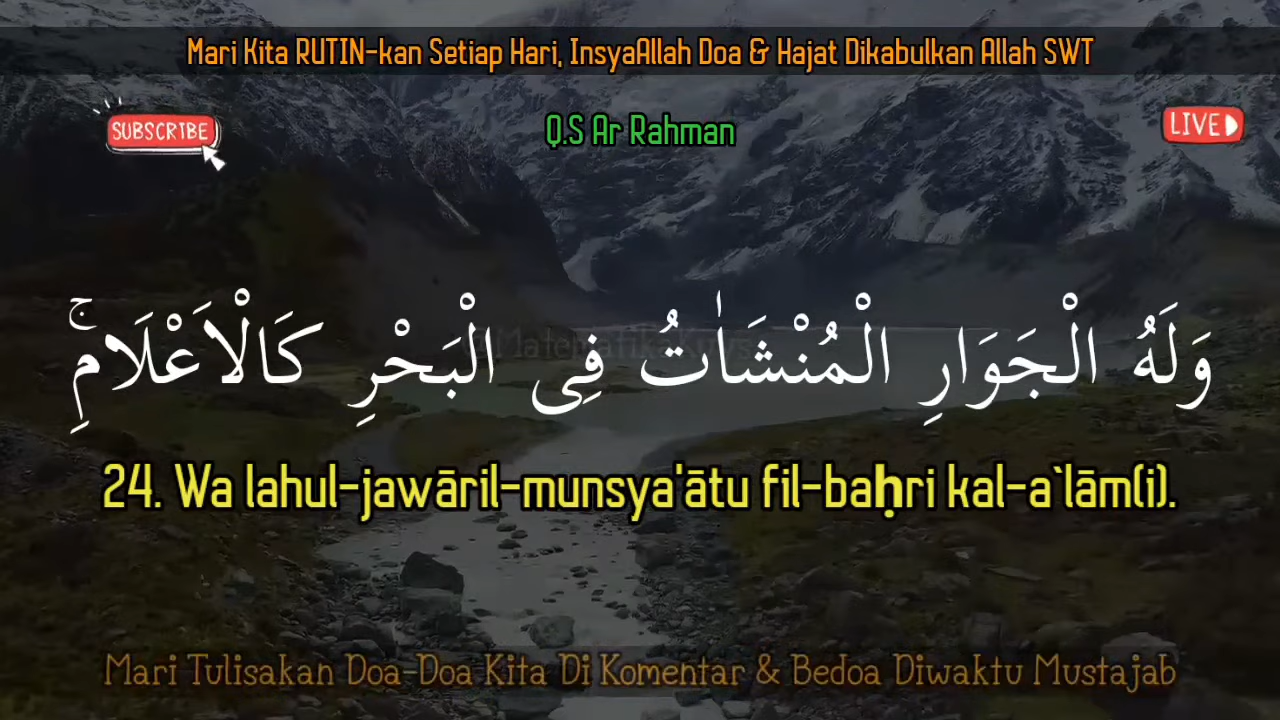 Mari Kita RUTIN-kan Setiap Hari, InsyaAllah Doa & Hajat Dikabulkan Allah SWT
SUBSCRIBE
Q.S Ar Rahman
LIVE
وَلَهُ الْجَوَارِ الْمُنْشَاٰتُ فِى الْبَحْرِ كَالْاَعْلَامِۚ
24. Wa lahul-jawāril-munsya'ātu fil-baḥri kal-a`lām(i).
Mari Tulisakan Doa-Doa Kita Di Komentar & Bedoa Diwaktu Mustajab